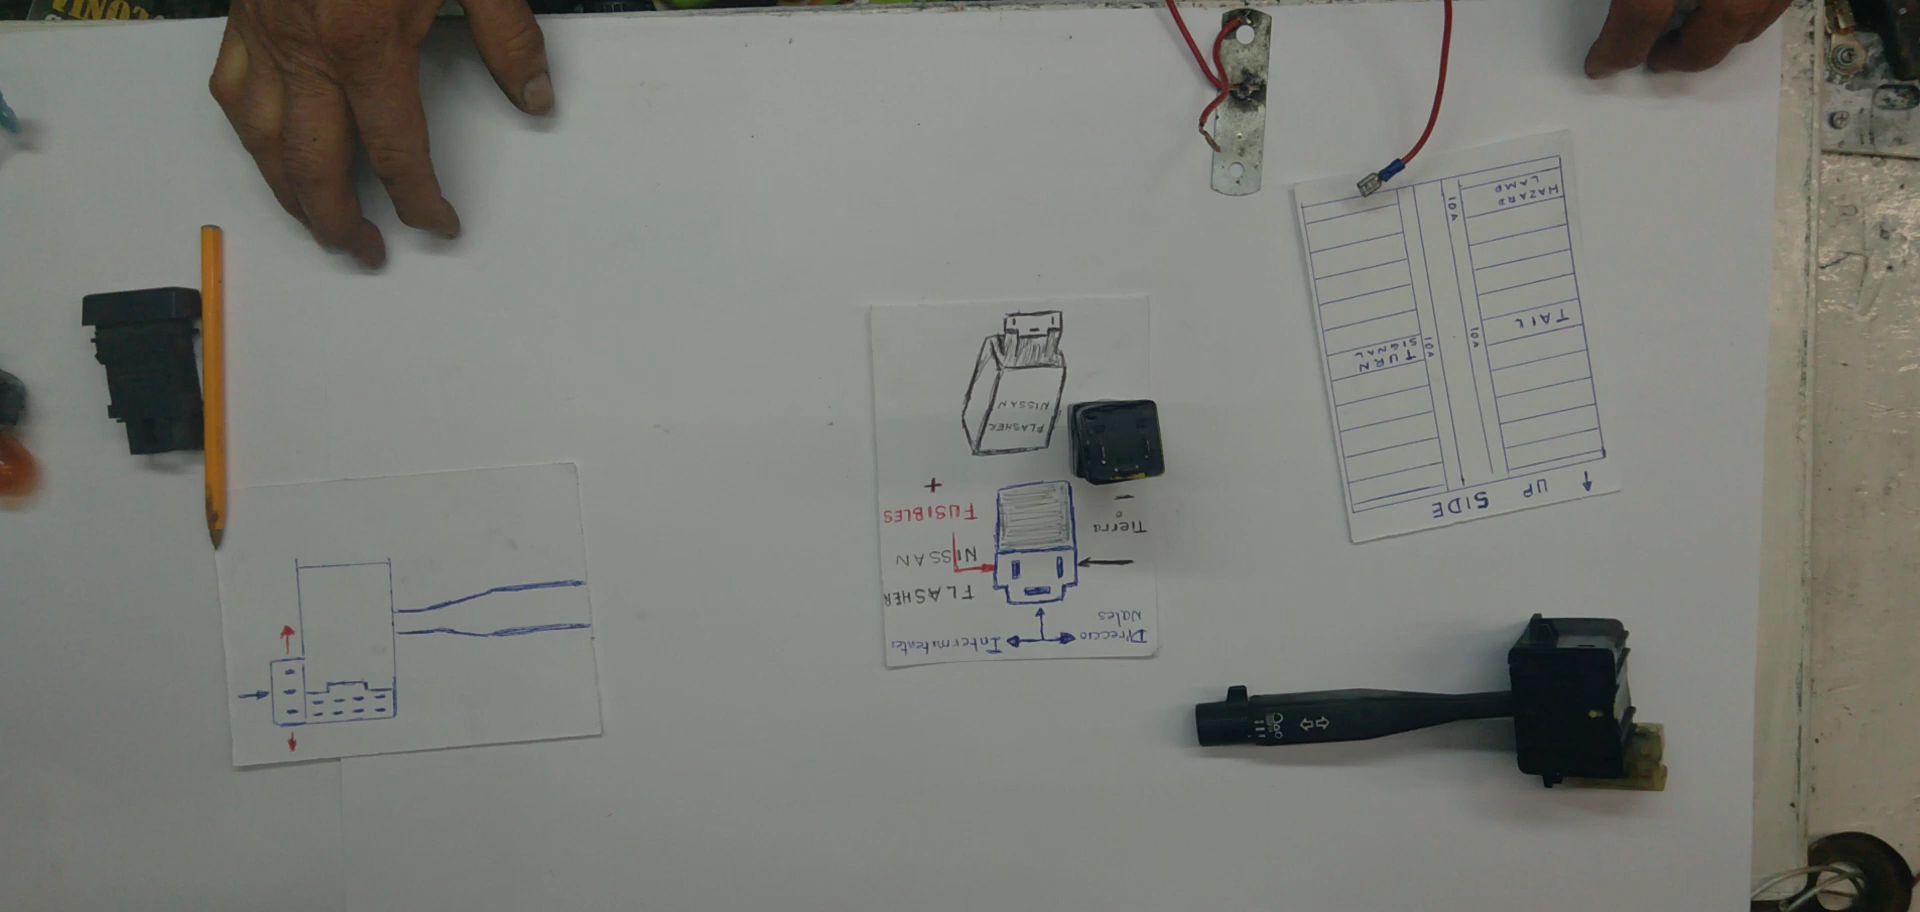 HAZARD
LAMP
10A
TAIL
10A
TURN
SIGNAL
10A
↑ UP SIDE
NISSAN
FLASHER
+
FUSIBLES
NISSAN
FLASHER
-
o
Tierra
Direccio
nales
Intermitentes